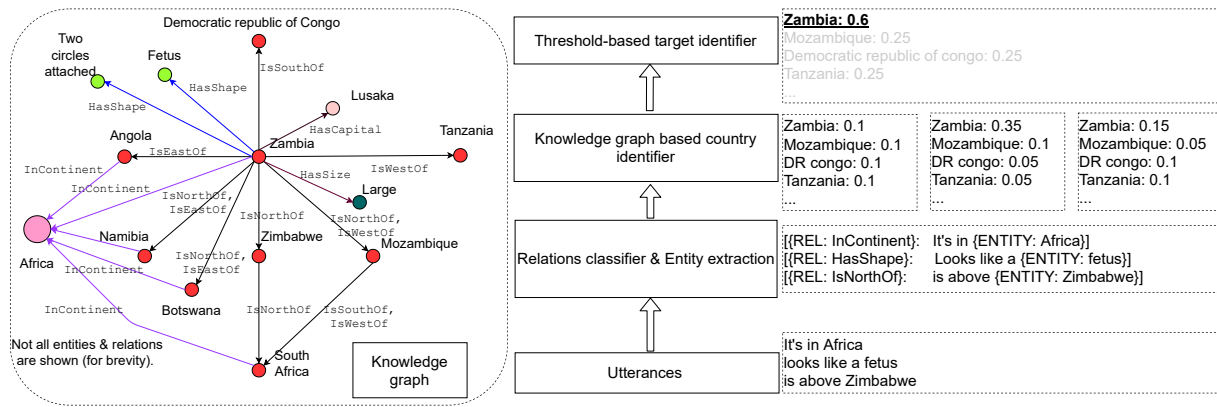 Democratic republic of Congo
Two
circles
attached
Fetus
IsSouthOf
HasShape
HasShape
Lusaka
HasCapital
Angola
IsEastOf
Zambia
Tanzania
IsWestOf
InContinent
InContinent
HasSize
Large
IsNorthOf,
IsEastOf
IsNorthOf
IsNorthOf,
IsWestOf
Namibia
Zimbabwe
Mozambique
Africa
InContinent
IsNorthOf,
IsEastOf
Botswana
InContinent
IsNorthOf
IsSouthOf,
IsWestOf
Not all entities & relations
are shown (for brevity).
South
Africa
Knowledge
graph
Threshold-based target identifier
Knowledge graph based country
identifier
Relations classifier & Entity extraction
Utterances
Zambia: 0.6
Mozambique: 0.25
Democratic republic of congo: 0.25
Tanzania: 0.25
...
Zambia: 0.1
Mozambique: 0.1
DR congo: 0.1
Tanzania: 0.1
...
Zambia: 0.35
Mozambique: 0.1
DR congo: 0.05
Tanzania: 0.05
...
Zambia: 0.15
Mozambique: 0.05
DR congo: 0.1
Tanzania: 0.1
...
[{REL: InContinent}: It's in {ENTITY: Africa}]
[{REL: HasShape}: Looks like a {ENTITY: fetus}]
[{REL: IsNorthOf}: is above {ENTITY: Zimbabwe}]
It's in Africa
looks like a fetus
is above Zimbabwe